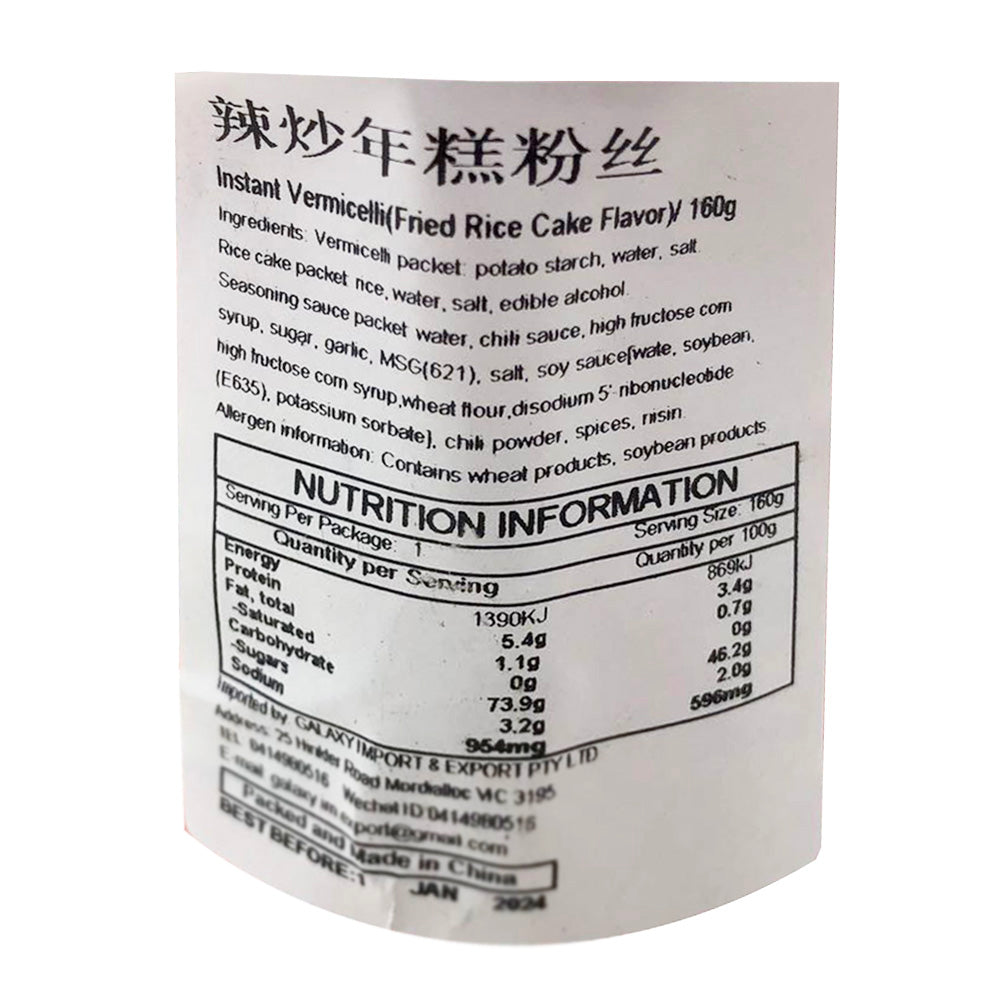 辣炒年糕粉丝
Instant Vermicelli(Fried Rice Cake Flavor)/ 160g
Ingredients: Vermicelli packet: potato starch, water, salt.
Rice cake packet rice, water, salt, edible alcohol.
Seasoning sauce packet water, chili sauce, high fructose corn
syrup, sugar, garlic, MSG(621), salt, soy sauce[wate, soybean,
high fructose corn syrup,wheat flour,disodium 5'-ribonucleotide
(E635), potassium sorbate], chili powder, spices, nisin.
Allergen information: Contains wheat products, soybean products
NUTRITION INFORMATION
Serving Per Package: 1 Serving Size: 160g
Quantity per Serving Quantity per 100g
Energy 1390KJ 869kJ
Protein 5.4g 3.4g
Fat, total 1.1g 0.7g
-Saturated 0g 0g
Carbohydrate 73.9g 46.2g
-Sugars 3.2g 2.0g
Sodium 954mg 596mg
Imported by GALAXY IMPORT & EXPORT PTY LTD
Address: 25 Hinkler Road Mordialloc VIC 3195
TEL 0414980516 Wechat ID 0414980516
E-mail galaxy.im export@gmail.com
Packed and Made in China
BEST BEFORE:1 JAN 2024